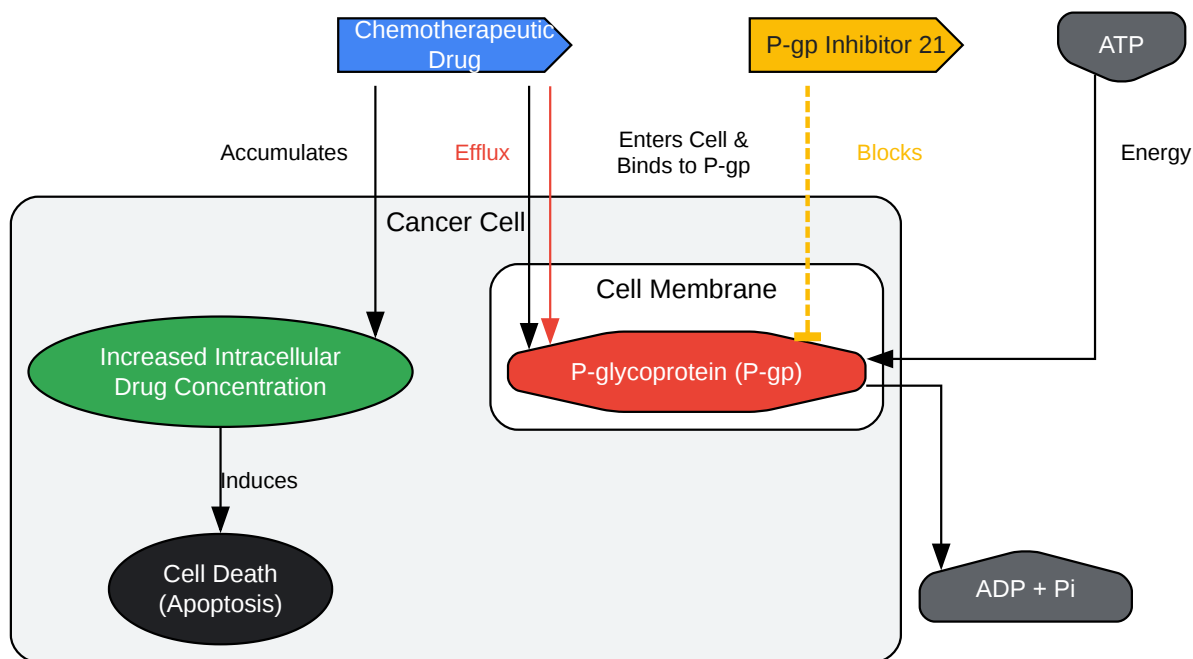 Chemotherapeutic
Drug
P-gp Inhibitor 21
ATP
Accumulates
Efflux
Enters Cell &
Binds to P-gp
Blocks
Energy
Cancer Cell
Cell Membrane
Increased Intracellular
Drug Concentration
P-glycoprotein (P-gp)
Induces
Cell Death
(Apoptosis)
ADP + Pi